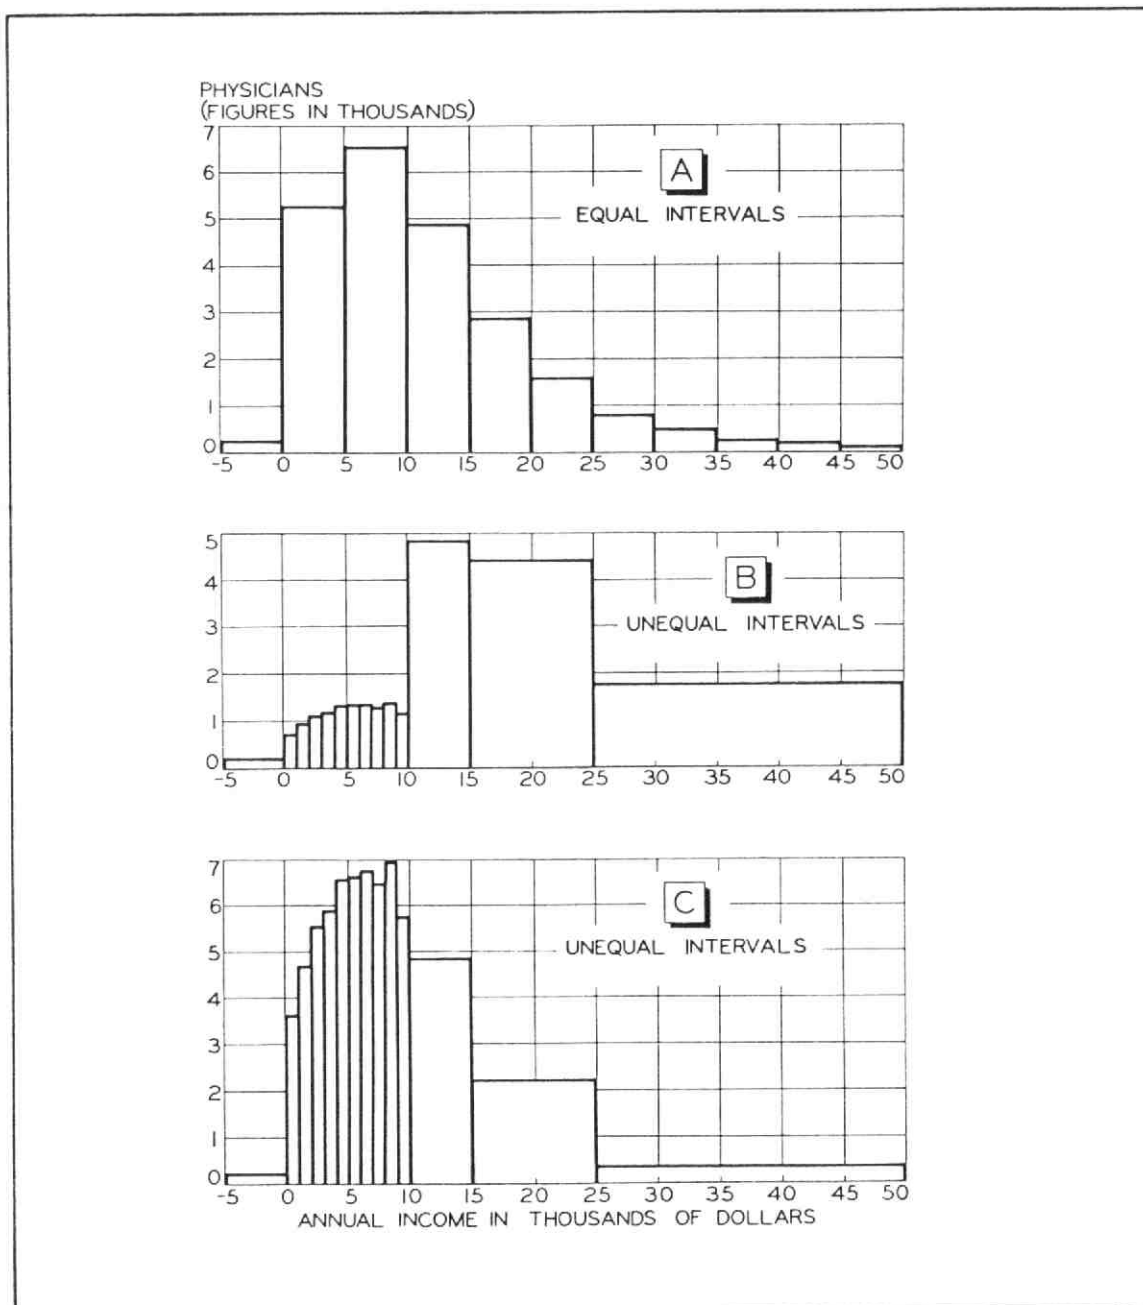 PHYSICIANS
(FIGURES IN THOUSANDS)
7
6
5
4
3
2
1
0
A
EQUAL INTERVALS
-5 0 5 10 15 20 25 30 35 40 45 50
5
4
3
2
1
0
B
UNEQUAL INTERVALS
-5 0 5 10 15 20 25 30 35 40 45 50
7
6
5
4
3
2
1
0
C
UNEQUAL INTERVALS
-5 0 5 10 15 20 25 30 35 40 45 50
ANNUAL INCOME IN THOUSANDS OF DOLLARS